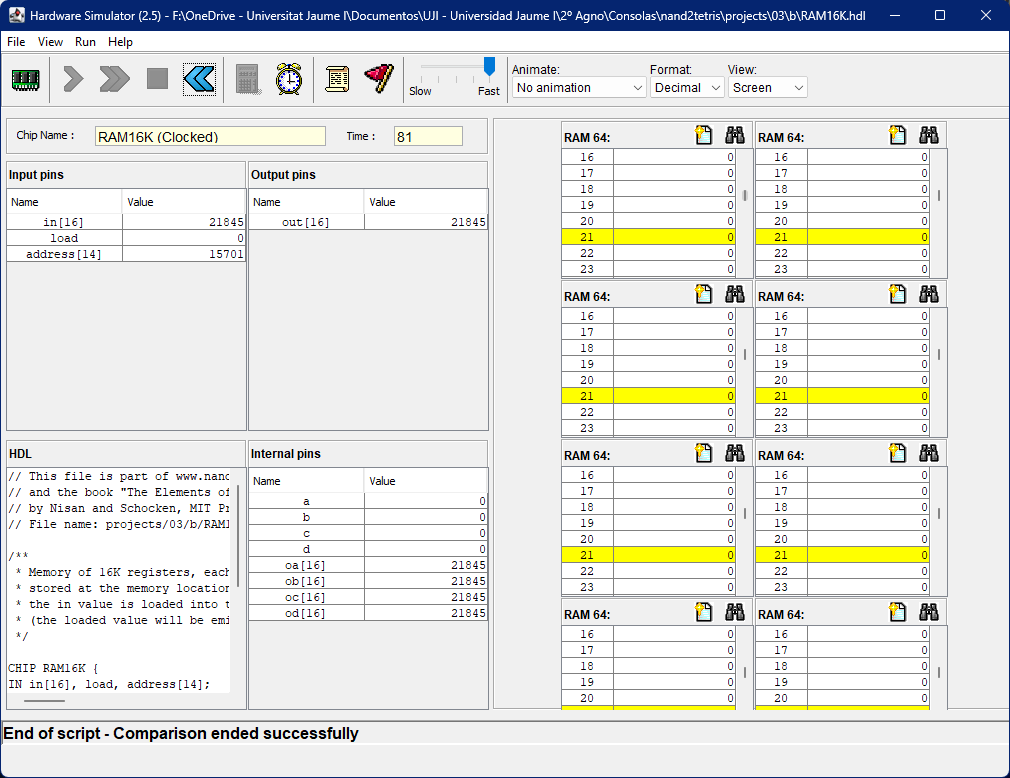 Hardware Simulator (2.5) - F:\OneDrive - Universitat Jaume I\Documentos\UJI - Universidad Jaume I\2º Agno\Consolas\nand2tetris\projects\03\b\RAM16K.hdl
File View Run Help
Slow Fast
Animate: Format: View:
No animation Decimal Screen
Chip Name : RAM16K (Clocked) Time : 81
Input pins
Name Value
in[16] 21845
load 0
address[14] 15701
Output pins
Name Value
out[16] 21845
HDL
// This file is part of www.nand
// and the book "The Elements of
// by Nisan and Schocken, MIT Pr
// File name: projects/03/b/RAM1
/**
* Memory of 16K registers, each
* stored at the memory location
* the in value is loaded into t
* (the loaded value will be emi
*/
CHIP RAM16K {
IN in[16], load, address[14];
Internal pins
Name Value
a 0
b 0
c 0
d 0
oa[16] 21845
ob[16] 21845
oc[16] 21845
od[16] 21845
RAM 64: RAM 64:
16 0 16 0
17 0 17 0
18 0 18 0
19 0 19 0
20 0 20 0
21 0 21 0
22 0 22 0
23 0 23 0
RAM 64: RAM 64:
16 0 16 0
17 0 17 0
18 0 18 0
19 0 19 0
20 0 20 0
21 0 21 0
22 0 22 0
23 0 23 0
RAM 64: RAM 64:
16 0 16 0
17 0 17 0
18 0 18 0
19 0 19 0
20 0 20 0
21 0 21 0
22 0 22 0
23 0 23 0
RAM 64: RAM 64:
16 0 16 0
17 0 17 0
18 0 18 0
19 0 19 0
20 0 20 0
End of script - Comparison ended successfully